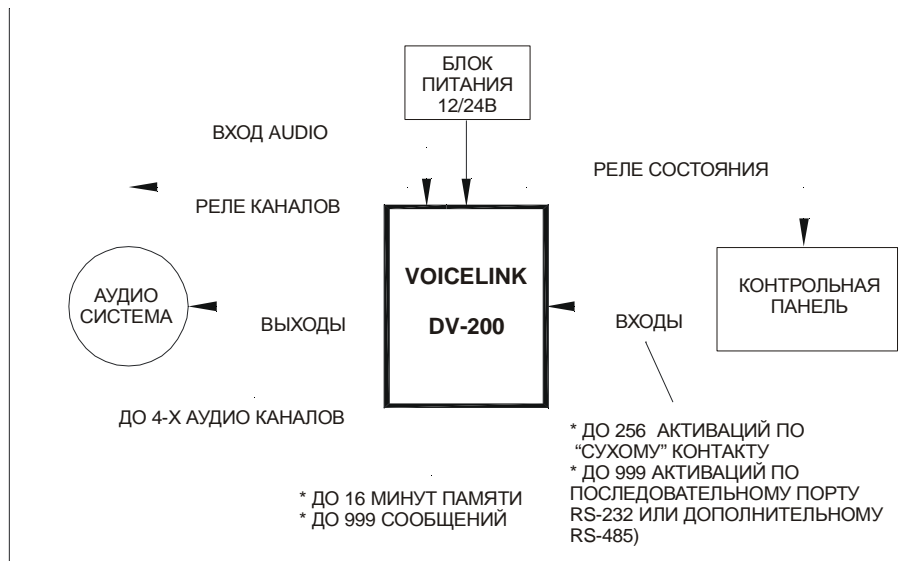 БЛОК
ПИТАНИЯ
12/24В
ВХОД AUDIO
РЕЛЕ СОСТОЯНИЯ
РЕЛЕ КАНАЛОВ
VOICELINK
DV-200
АУДИО
СИСТЕМА
ВЫХОДЫ
ВХОДЫ
КОНТРОЛЬНАЯ
ПАНЕЛЬ
ДО 4-Х АУДИО КАНАЛОВ
* ДО 256 АКТИВАЦИЙ ПО
“СУХОМУ” КОНТАКТУ
* ДО 999 АКТИВАЦИЙ ПО
ПОСЛЕДОВАТЕЛЬНОМУ ПОРТУ
RS-232 ИЛИ ДОПОЛНИТЕЛЬНОМУ
RS-485)
* ДО 16 МИНУТ ПАМЯТИ
* ДО 999 СООБЩЕНИЙ